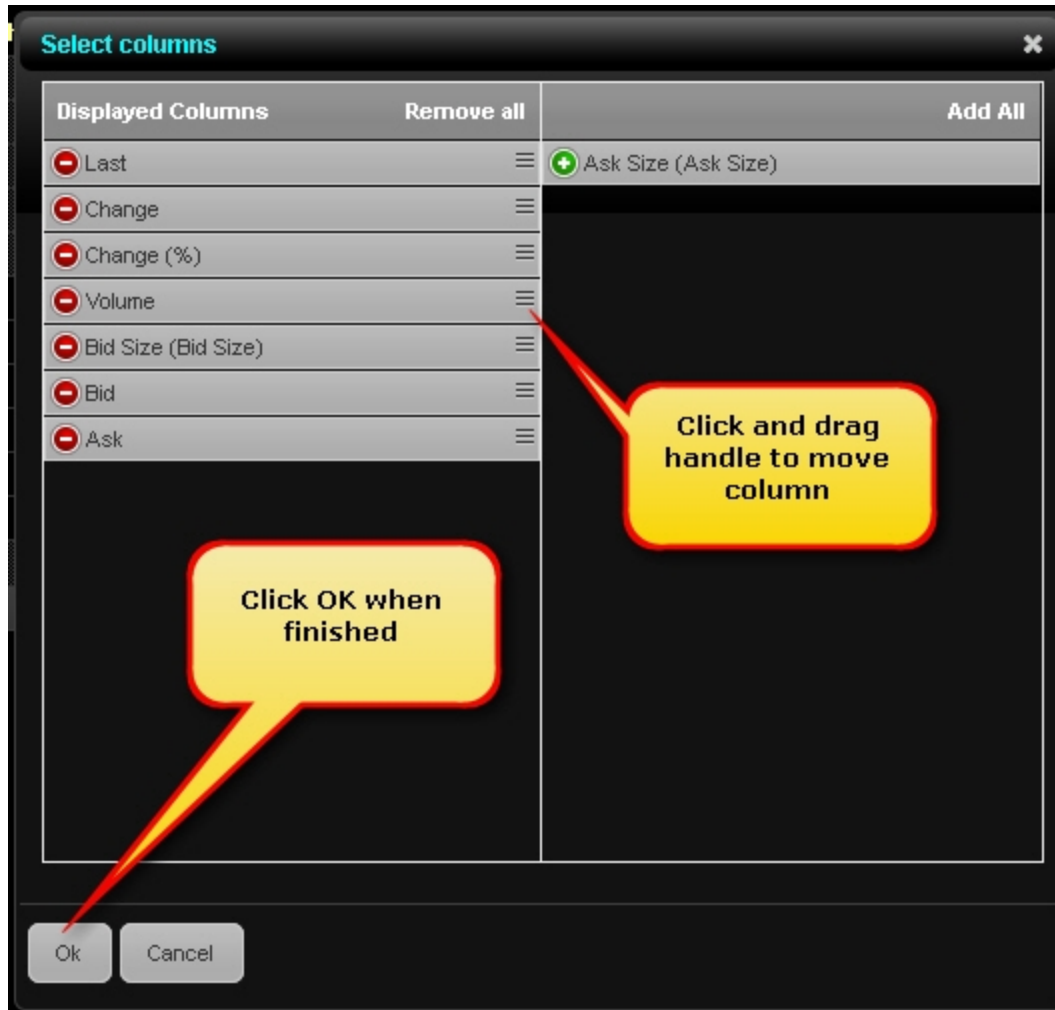 Select columns
Displayed Columns Remove all Add All
Last Ask Size (Ask Size)
Change
Change (%)
Volume
Bid Size (Bid Size)
Bid
Ask
Click and drag
handle to move
column
Click OK when
finished
Ok Cancel